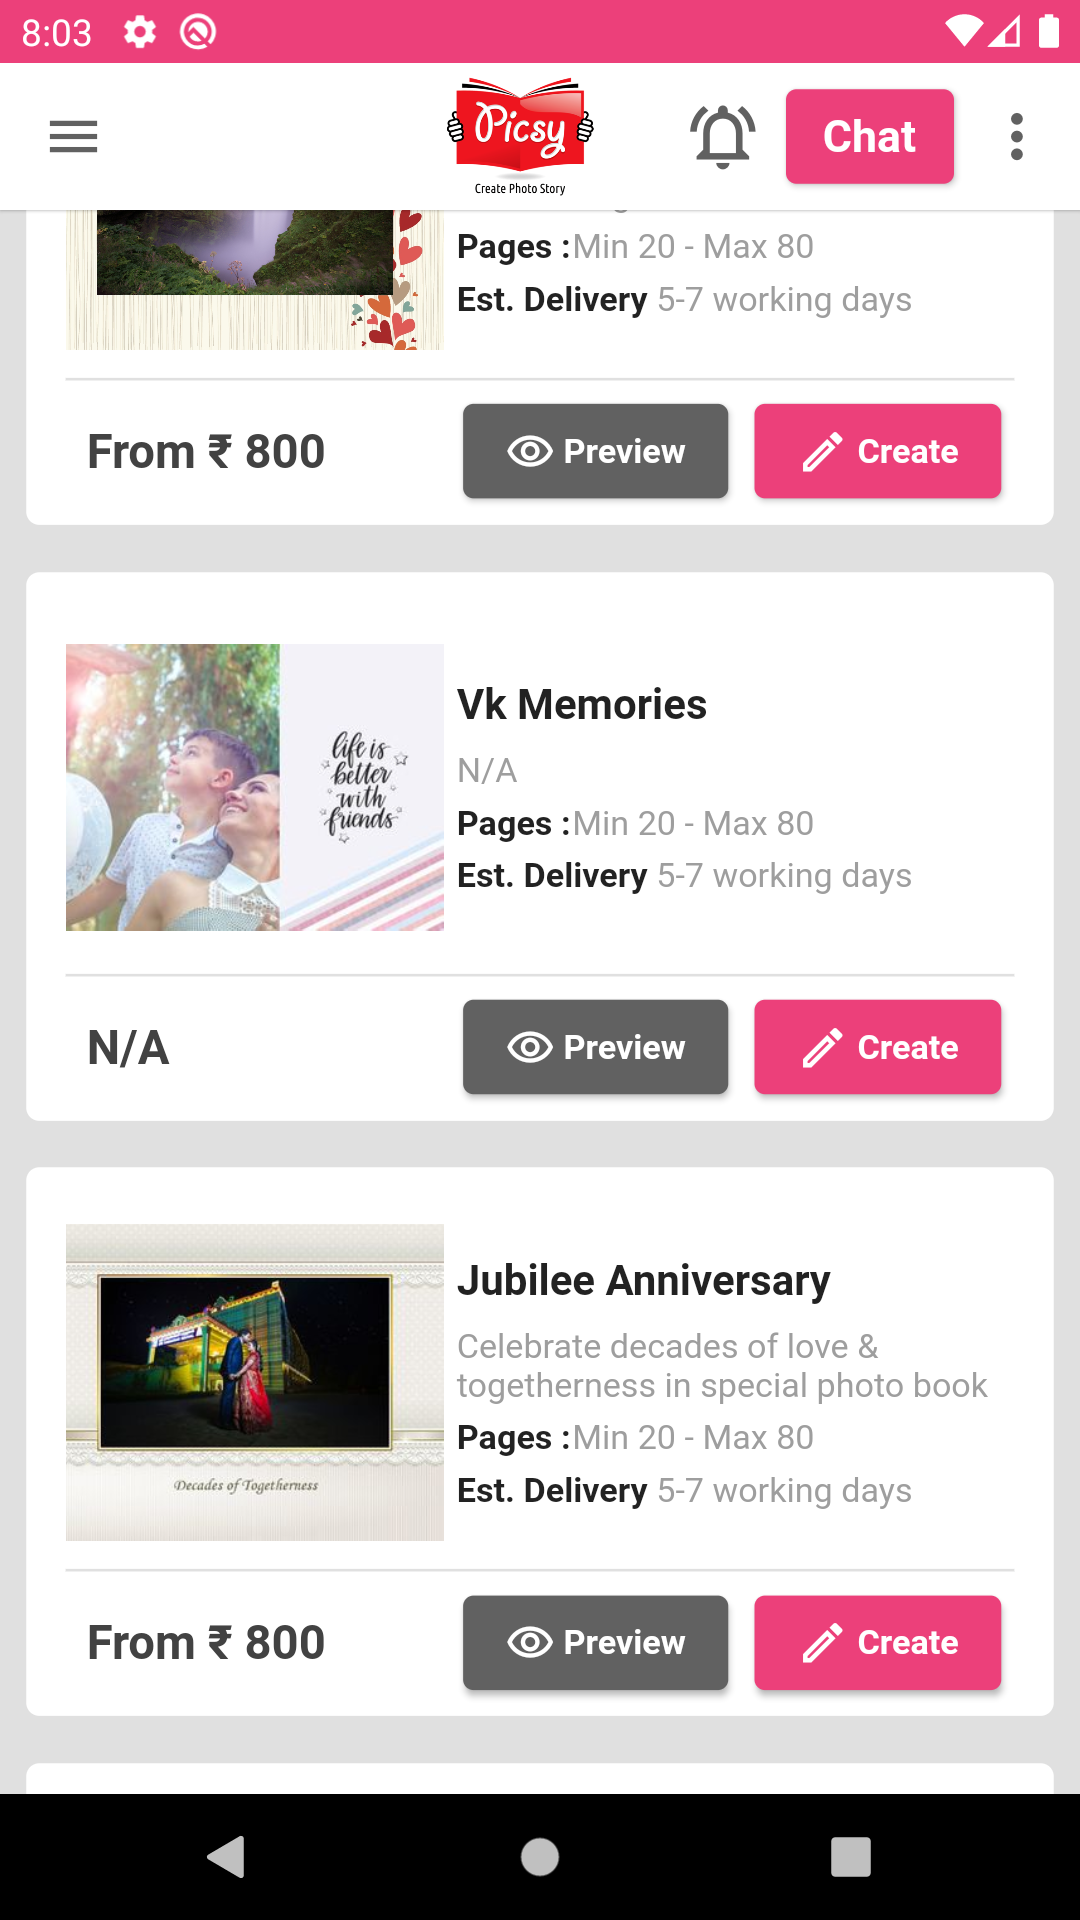 8:03
Picsy
Create Photo Story
Chat
Pages :Min 20 - Max 80
Est. Delivery 5-7 working days
From ₹ 800
Preview
Create
life is
better
with
friends
Vk Memories
N/A
Pages :Min 20 - Max 80
Est. Delivery 5-7 working days
N/A
Preview
Create
Decades of Togetherness
Jubilee Anniversary
Celebrate decades of love &
togetherness in special photo book
Pages :Min 20 - Max 80
Est. Delivery 5-7 working days
From ₹ 800
Preview
Create